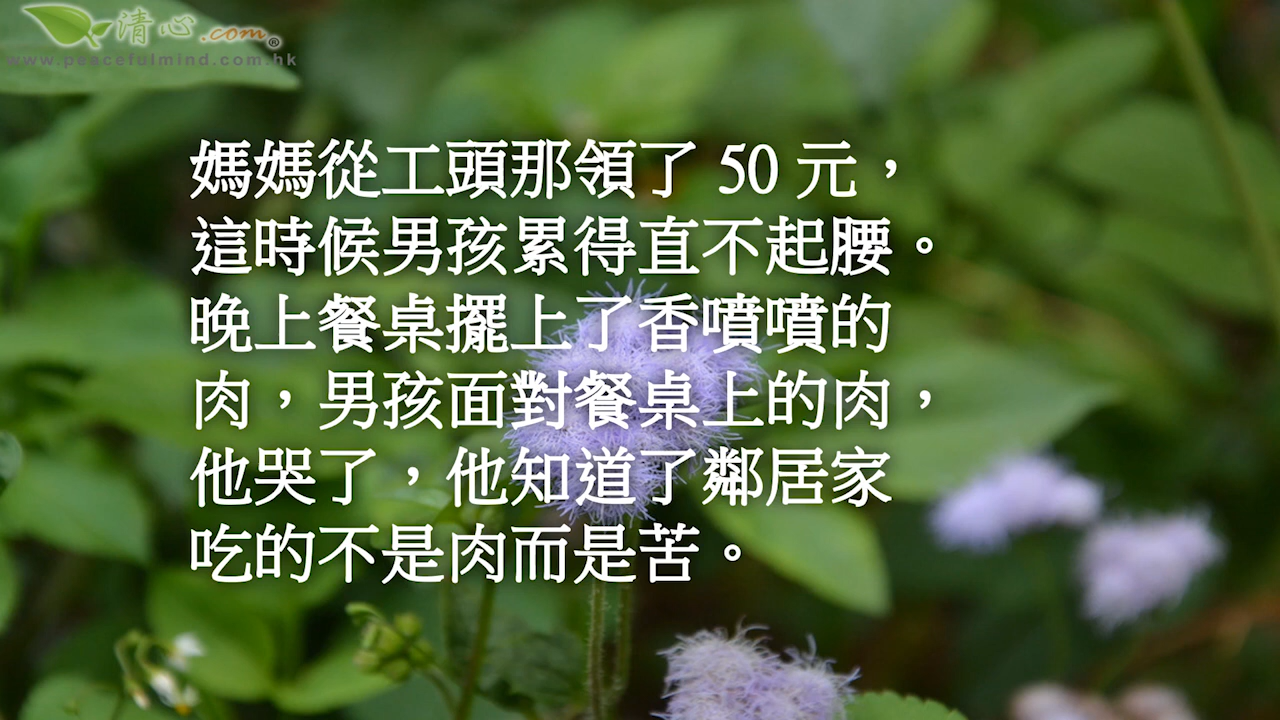 清心.com®
www.peacefulmind.com.hk
媽媽從工頭那領了 50 元，
這時候男孩累得直不起腰。
晚上餐桌擺上了香噴噴的
肉，男孩面對餐桌上的肉，
他哭了，他知道了鄰居家
吃的不是肉而是苦。